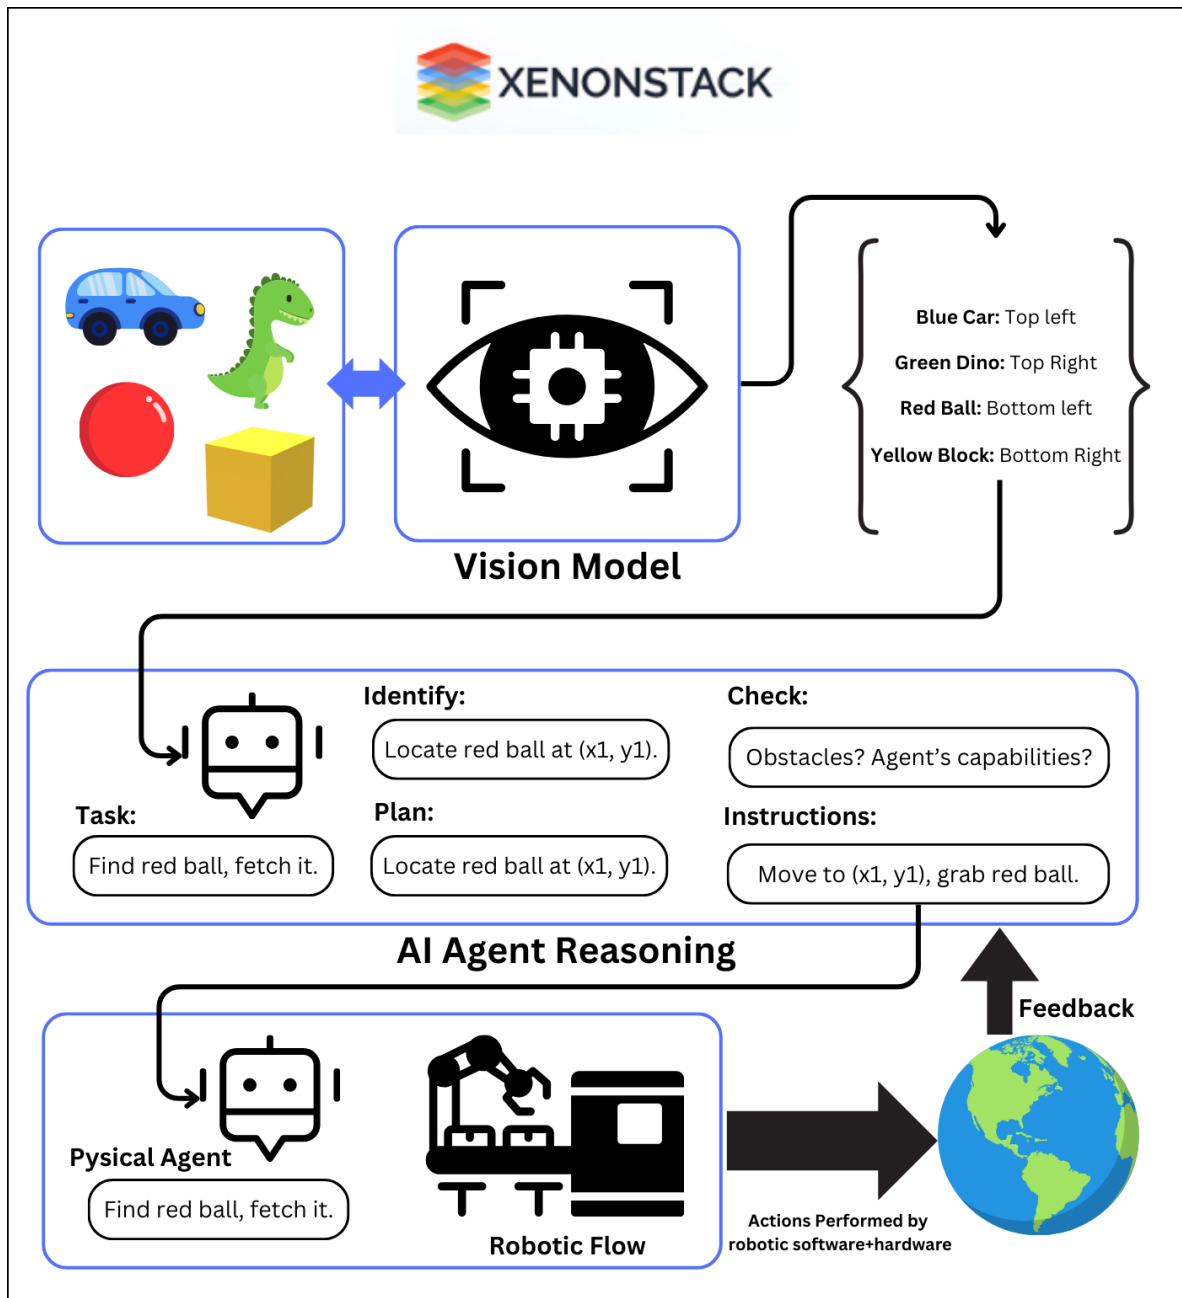 XENONSTACK
Blue Car: Top left
Green Dino: Top Right
Red Ball: Bottom left
Yellow Block: Bottom Right
Vision Model
Task:
Find red ball, fetch it.
Identify:
Locate red ball at (x1, y1).
Plan:
Locate red ball at (x1, y1).
Check:
Obstacles? Agent’s capabilities?
Instructions:
Move to (x1, y1), grab red ball.
AI Agent Reasoning
Pysical Agent
Find red ball, fetch it.
Robotic Flow
Actions Performed by
robotic software+hardware
Feedback